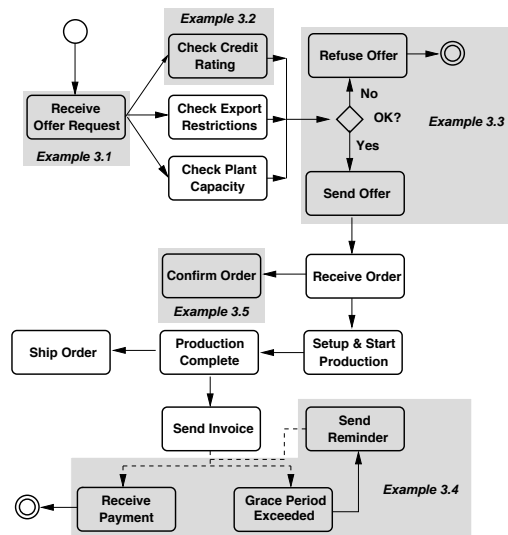 Example 3.2
Check Credit
Rating
Refuse Offer
No
OK?
Yes
Example 3.3
Receive
Offer Request
Example 3.1
Check Export
Restrictions
Check Plant
Capacity
Send Offer
Confirm Order
Example 3.5
Receive Order
Ship Order
Production
Complete
Setup & Start
Production
Send Invoice
Send
Reminder
Example 3.4
Receive
Payment
Grace Period
Exceeded